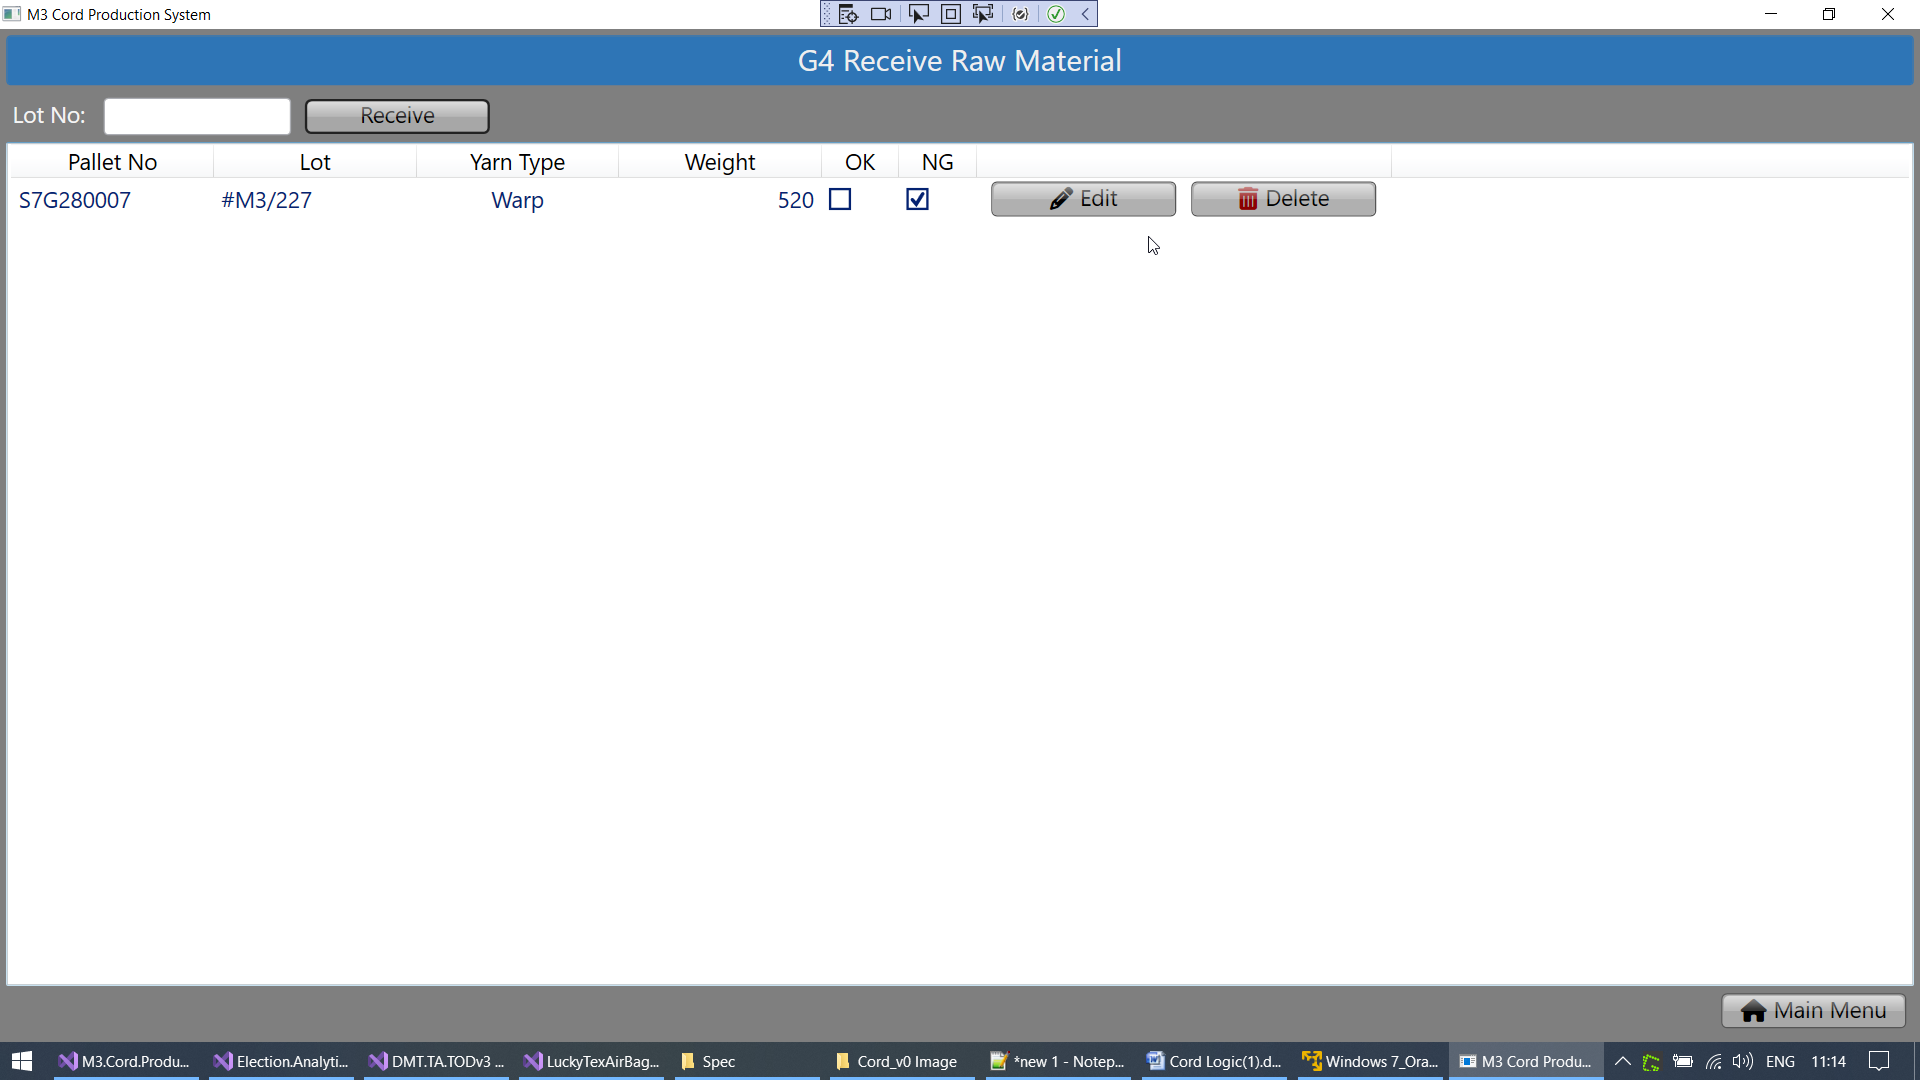 M3 Cord Production System
G4 Receive Raw Material
Lot No: Receive
Pallet No Lot Yarn Type Weight OK NG
S7G280007 #M3/227 Warp 520 Edit Delete
Main Menu
M3.Cord.Produ... Election.Analyti... DMT.TA.TODv3 ... LuckyTexAirBag... Spec Cord_v0 Image *new 1 - Notep... Cord Logic(1).d... Windows 7_Ora... M3 Cord Produ... ENG 11:14